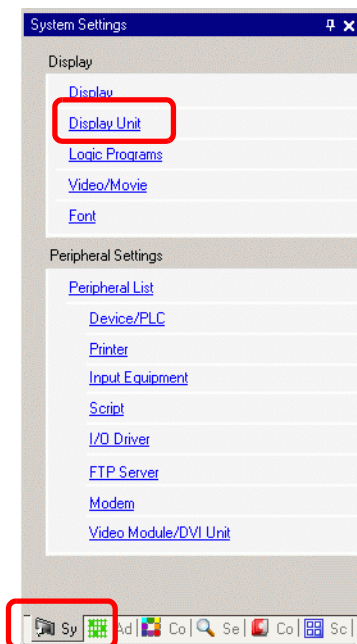 System Settings
Display
Display
Display Unit
Logic Programs
Video/Movie
Font
Peripheral Settings
Peripheral List
Device/PLC
Printer
Input Equipment
Script
I/O Driver
FTP Server
Modem
Video Module/DVI Unit
Sy Ad Co Se Co Sc